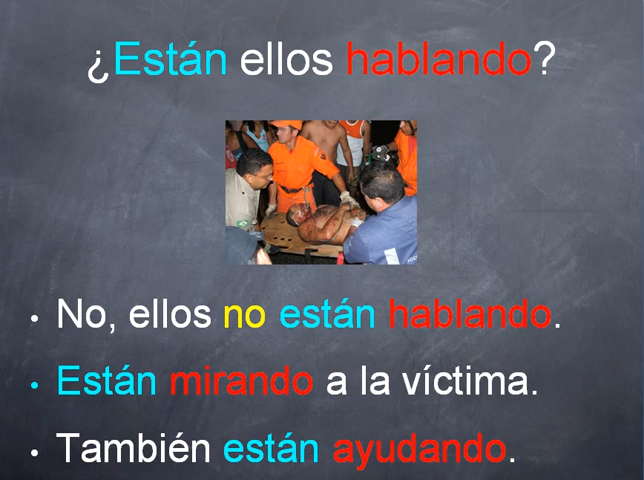 ¿Están ellos hablando?
No, ellos no están hablando.
Están mirando a la víctima.
También están ayudando.